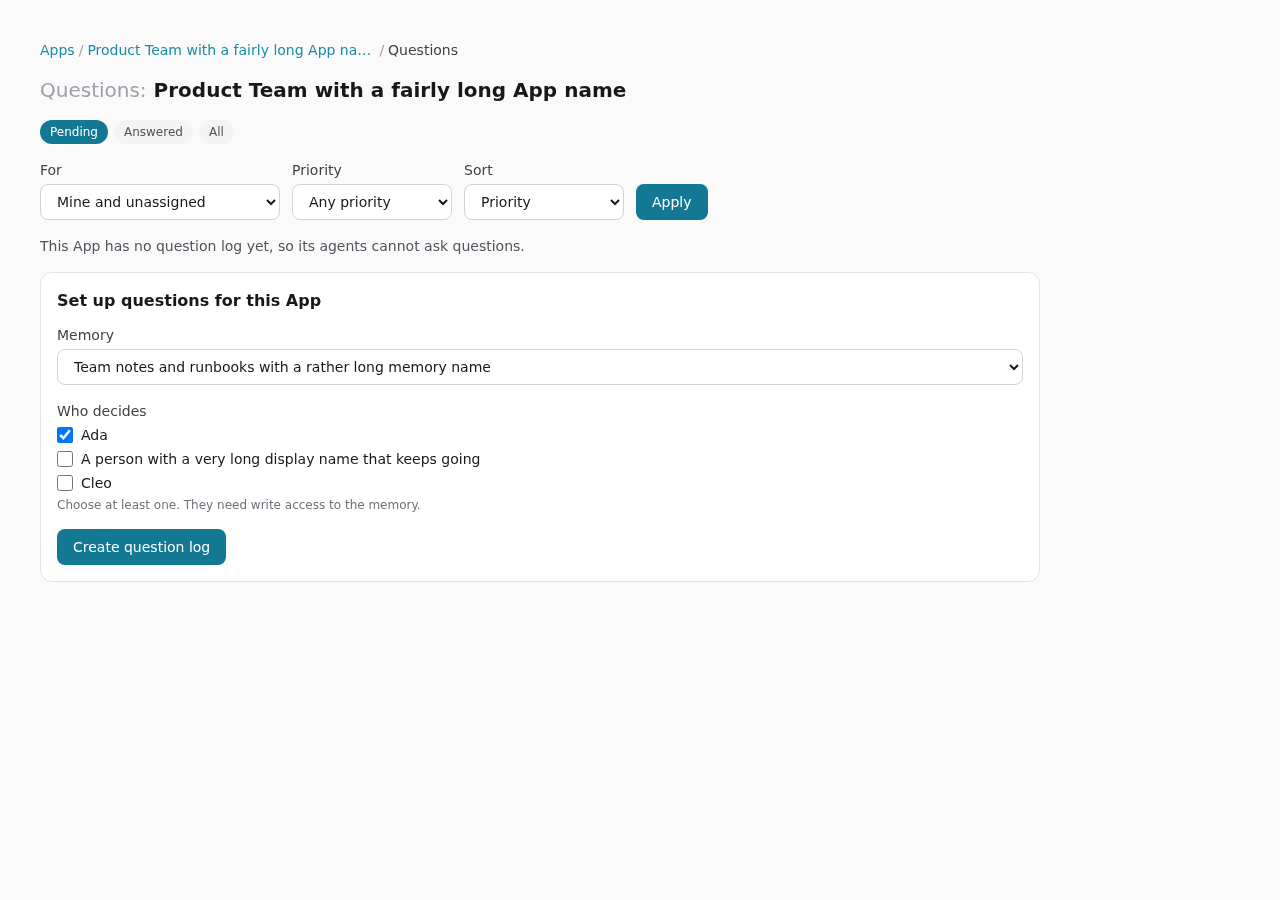 Apps / Product Team with a fairly long App na… / Questions
Questions: Product Team with a fairly long App name
Pending Answered All
For Priority Sort
Mine and unassigned Any priority Priority Apply
This App has no question log yet, so its agents cannot ask questions.
Set up questions for this App
Memory
Team notes and runbooks with a rather long memory name
Who decides
Ada
A person with a very long display name that keeps going
Cleo
Choose at least one. They need write access to the memory.
Create question log